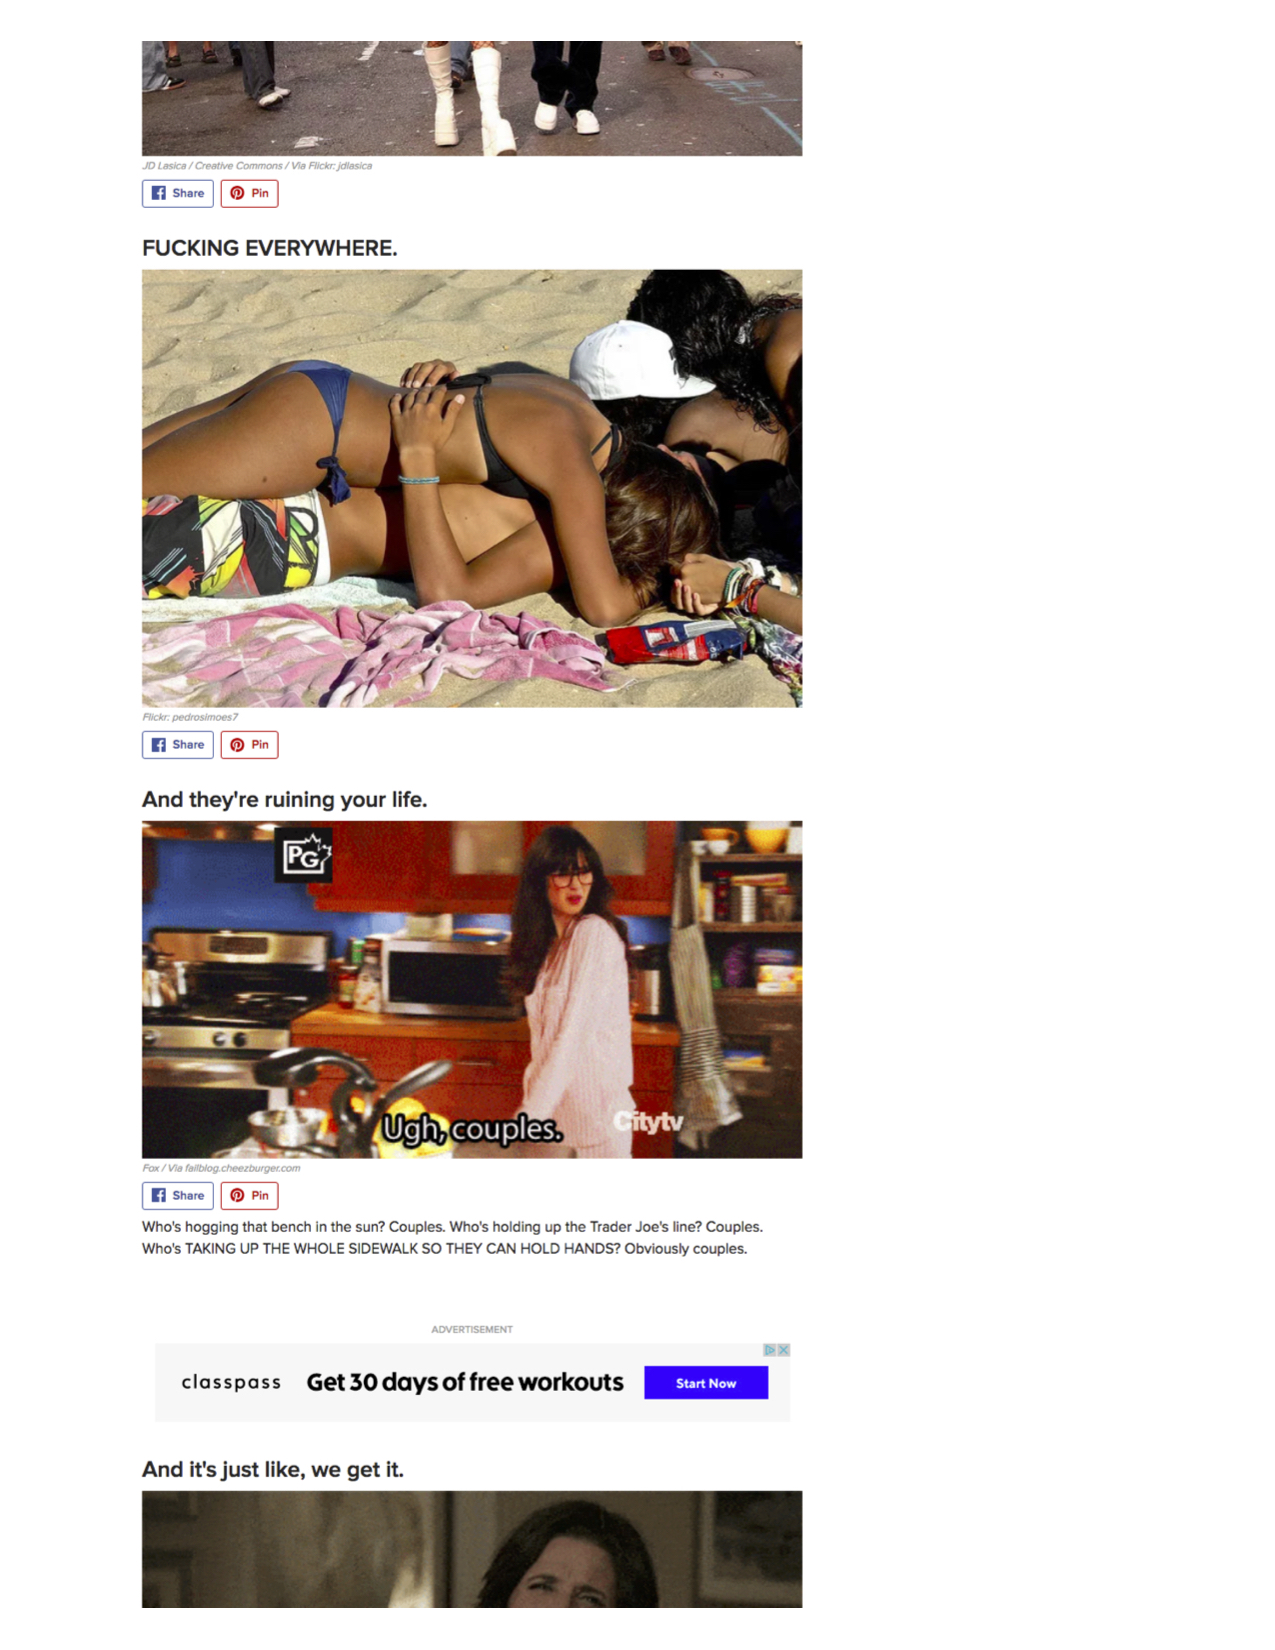 JD Lasica / Creative Commons / Via Flickr: jdlasica
Share Pin
FUCKING EVERYWHERE.
Flickr: pedrosimoes7
Share Pin
And they're ruining your life.
PG
Ugh, couples.
Citytv
Fox / Via failblog.cheezburger.com
Share Pin
Who's hogging that bench in the sun? Couples. Who's holding up the Trader Joe's line? Couples.
Who's TAKING UP THE WHOLE SIDEWALK SO THEY CAN HOLD HANDS? Obviously couples.
ADVERTISEMENT
classpass Get 30 days of free workouts Start Now
And it's just like, we get it.